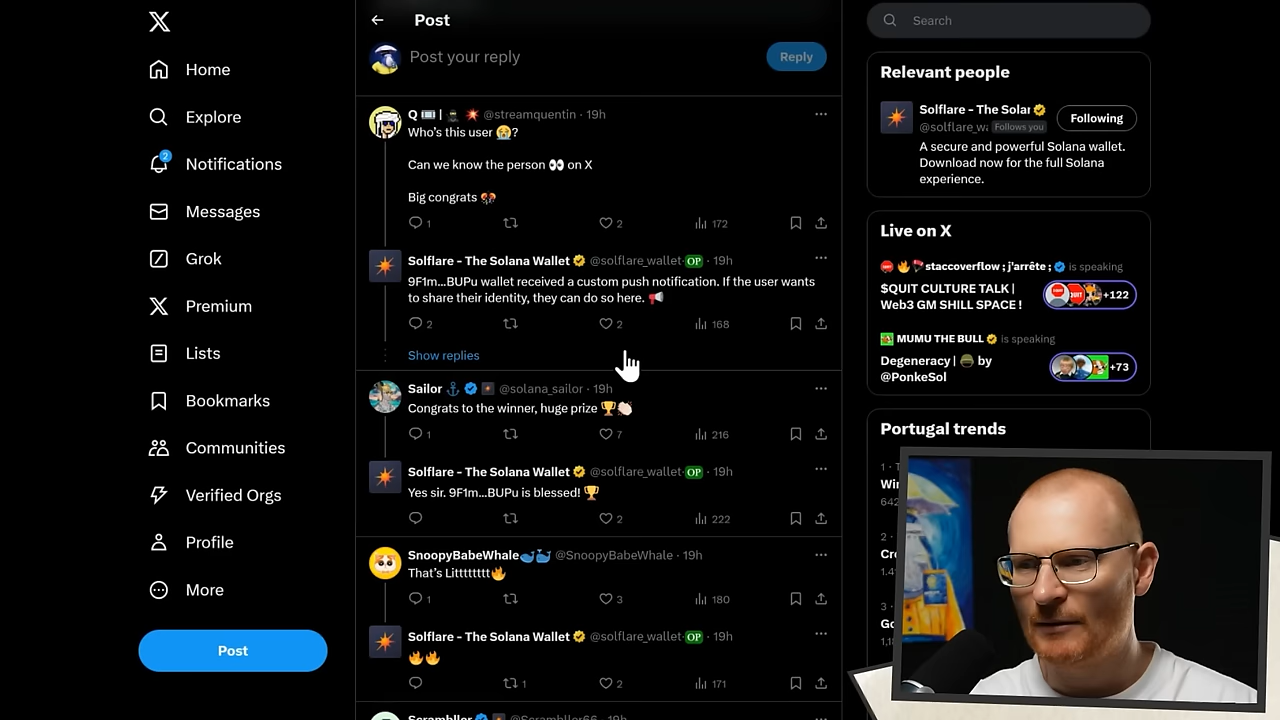 Home
Explore
2
Notifications
Messages
Grok
Premium
Lists
Bookmarks
Communities
Verified Orgs
Profile
More
Post
Post
Post your reply
Reply
Q @streamquentin · 19h
Who's this user 😭?
Can we know the person 👀 on X
Big congrats
1 2 172
Solflare - The Solana Wallet @solflare_wallet OP · 19h
9F1m...BUPu wallet received a custom push notification. If the user wants
to share their identity, they can do so here. 📢
2 2 168
Show replies
Sailor ⚓ @solana_sailor · 19h
Congrats to the winner, huge prize 🏆👏🏻
1 7 216
Solflare - The Solana Wallet @solflare_wallet OP · 19h
Yes sir. 9F1m...BUPu is blessed! 🏆
2 222
SnoopyBabeWhale🐋🐳 @SnoopyBabeWhale · 19h
That's Litttttttt🔥
1 3 180
Solflare - The Solana Wallet @solflare_wallet OP · 19h
🔥🔥
1 2 171
Scrambller @Scrambller66 · 19h
Search
Relevant people
Solflare - The Solar
@solflare_w Follows you
Following
A secure and powerful Solana wallet.
Download now for the full Solana
experience.
Live on X
staccoverflow ; j'arrête ; is speaking
$QUIT CULTURE TALK |
Web3 GM SHILL SPACE !
+122
MUMU THE BULL is speaking
Degeneracy | by
@PonkeSol
+73
Portugal trends